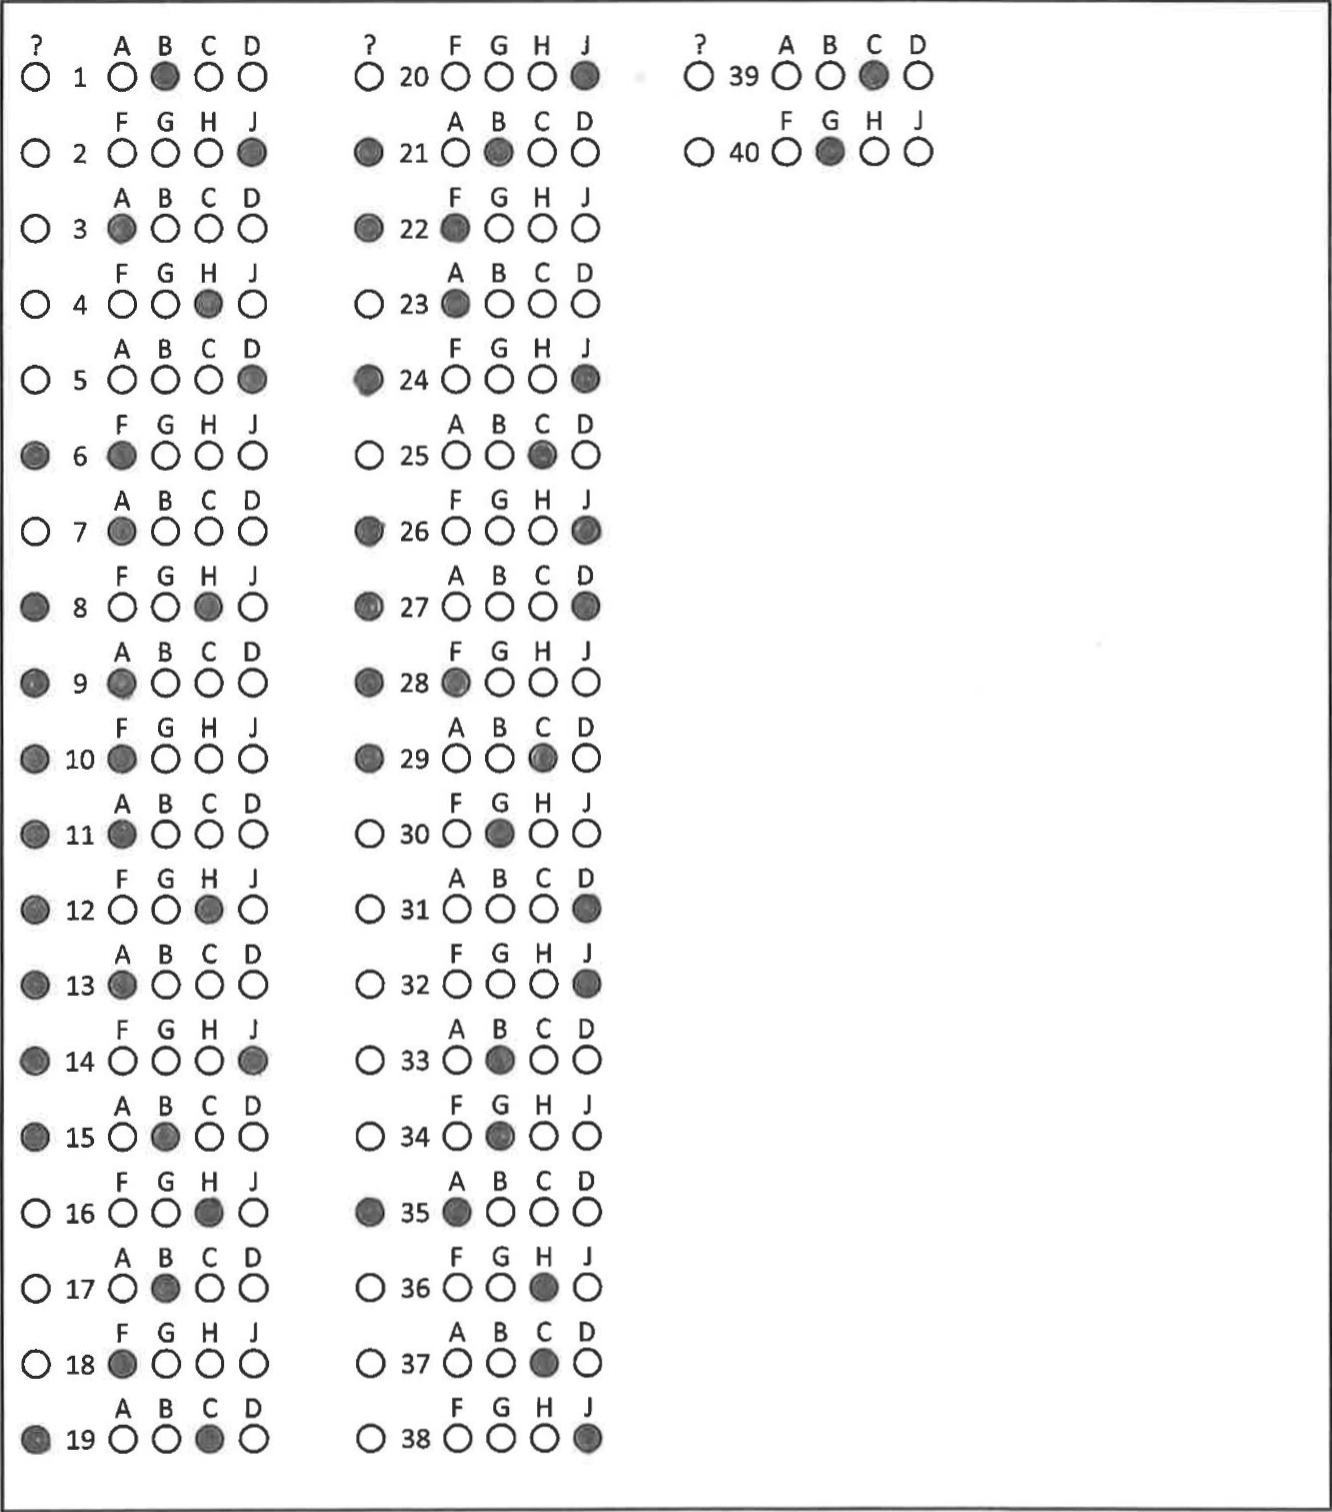 ? A B C D
1
F G H J
2
A B C D
3
F G H J
4
A B C D
5
F G H J
6
A B C D
7
F G H J
8
A B C D
9
F G H J
10
A B C D
11
F G H J
12
A B C D
13
F G H J
14
A B C D
15
F G H J
16
A B C D
17
F G H J
18
A B C D
19
? F G H J
20
A B C D
21
F G H J
22
A B C D
23
F G H J
24
A B C D
25
F G H J
26
A B C D
27
F G H J
28
A B C D
29
F G H J
30
A B C D
31
F G H J
32
A B C D
33
F G H J
34
A B C D
35
F G H J
36
A B C D
37
F G H J
38
? A B C D
39
F G H J
40